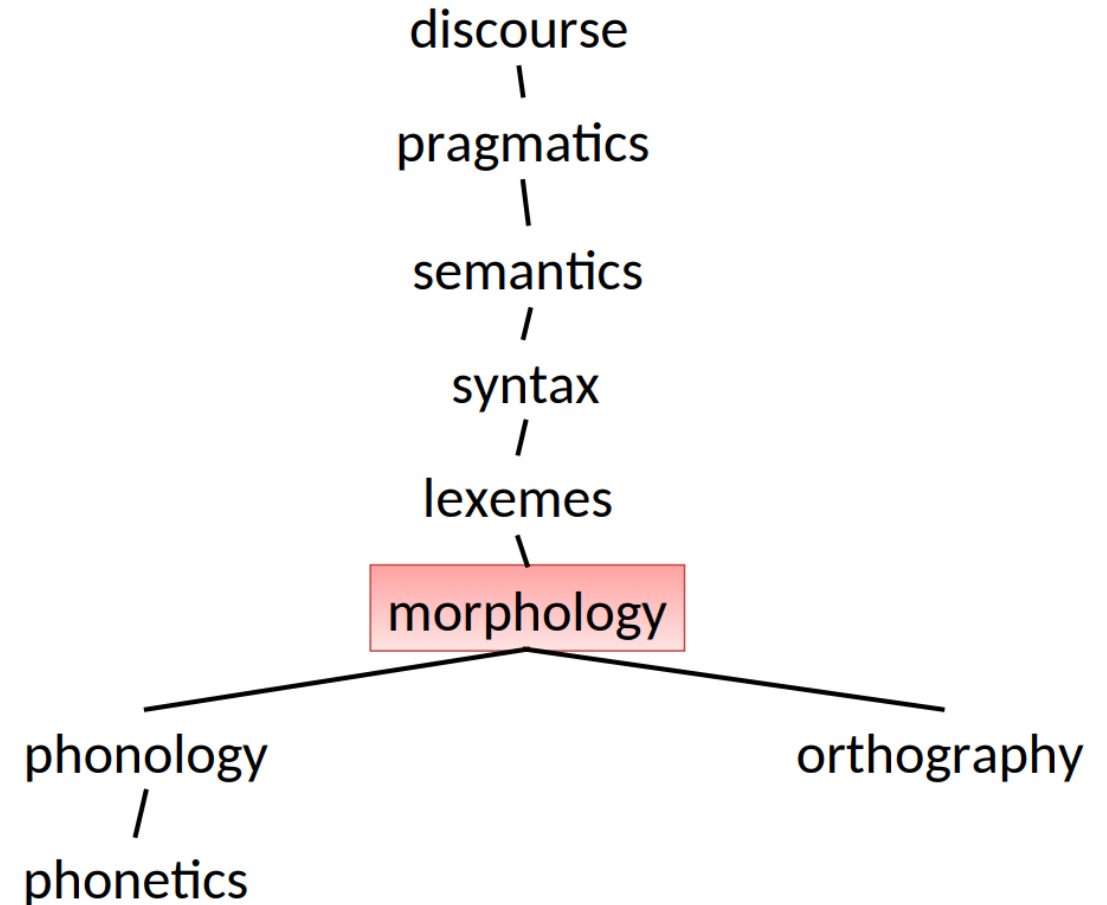 discourse
pragmatics
semantics
syntax
lexemes
morphology
phonology orthography
phonetics